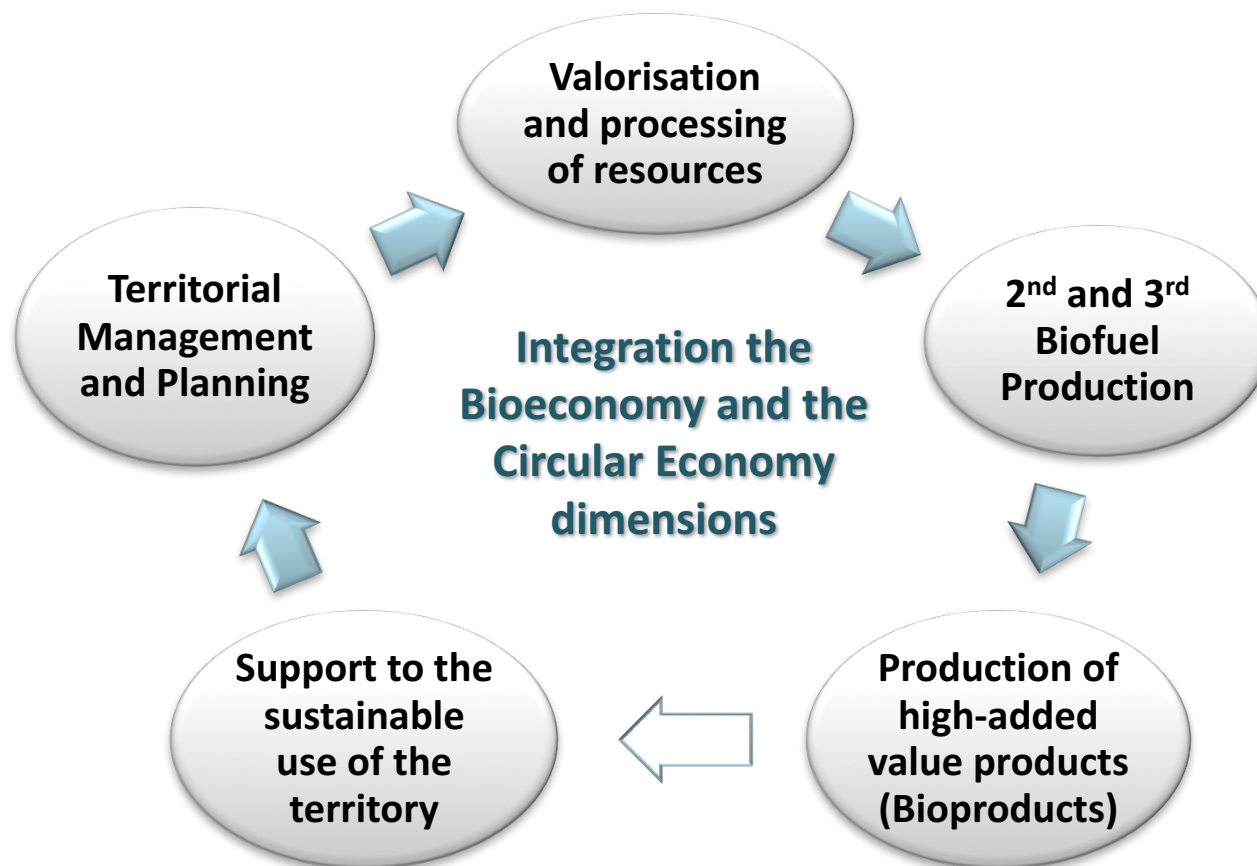 Valorisation
and processing
of resources
Territorial
Management
and Planning
2nd and 3rd
Biofuel
Production
Integration the
Bioeconomy and the
Circular Economy
dimensions
Support to the
sustainable
use of the
territory
Production of
high-added
value products
(Bioproducts)